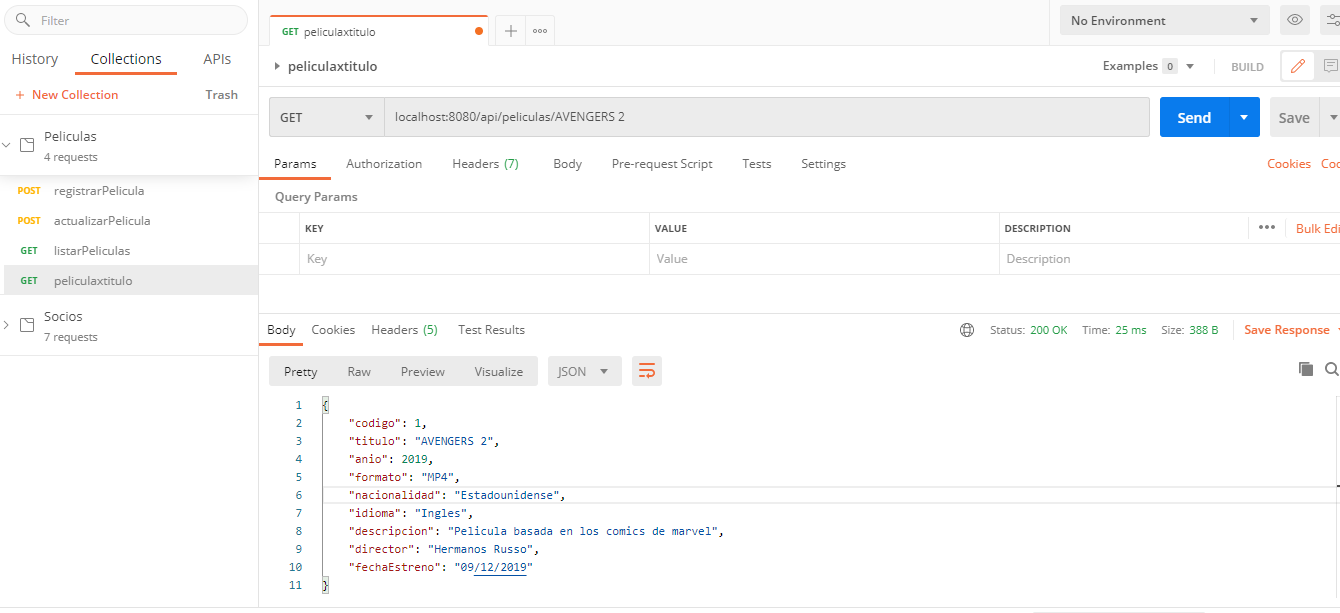 Filter
History Collections APIs
+ New Collection Trash
Peliculas
4 requests
POST registrarPelicula
POST actualizarPelicula
GET listarPeliculas
GET peliculaxtitulo
Socios
7 requests
GET peliculaxtitulo
No Environment
peliculaxtitulo
Examples 0 BUILD
GET localhost:8080/api/peliculas/AVENGERS 2 Send Save
Params Authorization Headers (7) Body Pre-request Script Tests Settings Cookies
Query Params
KEY VALUE DESCRIPTION ••• Bulk
Key Value Description
Body Cookies Headers (5) Test Results Status: 200 OK Time: 25 ms Size: 388 B Save Response
Pretty Raw Preview Visualize JSON
1 {
2 "codigo": 1,
3 "titulo": "AVENGERS 2",
4 "anio": 2019,
5 "formato": "MP4",
6 "nacionalidad": "Estadounidense",
7 "idioma": "Ingles",
8 "descripcion": "Pelicula basada en los comics de marvel",
9 "director": "Hermanos Russo",
10 "fechaEstreno": "09/12/2019"
11 }